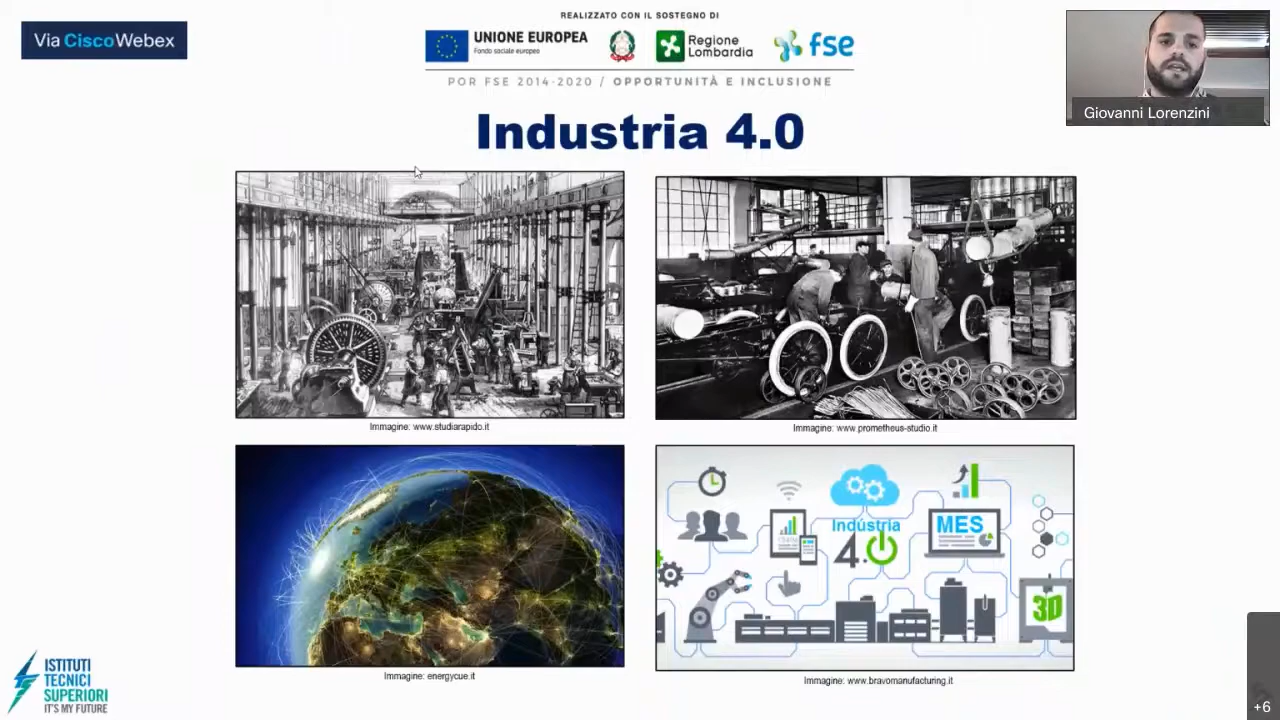 REALIZZATO CON IL SOSTEGNO DI
Via CiscoWebex
UNIONE EUROPEA
Fondo sociale europeo
Regione
Lombardia
fse
POR FSE 2014-2020 / OPPORTUNITÀ E INCLUSIONE
Giovanni Lorenzini
Industria 4.0
Immagine: www.studiarapido.it
Immagine: www.prometheus-studio.it
Indústria
4.0
MES
3D
Immagine: energycue.it
Immagine: www.bravomanufacturing.it
ISTITUTI
TECNICI
SUPERIORI
IT'S MY FUTURE
+6